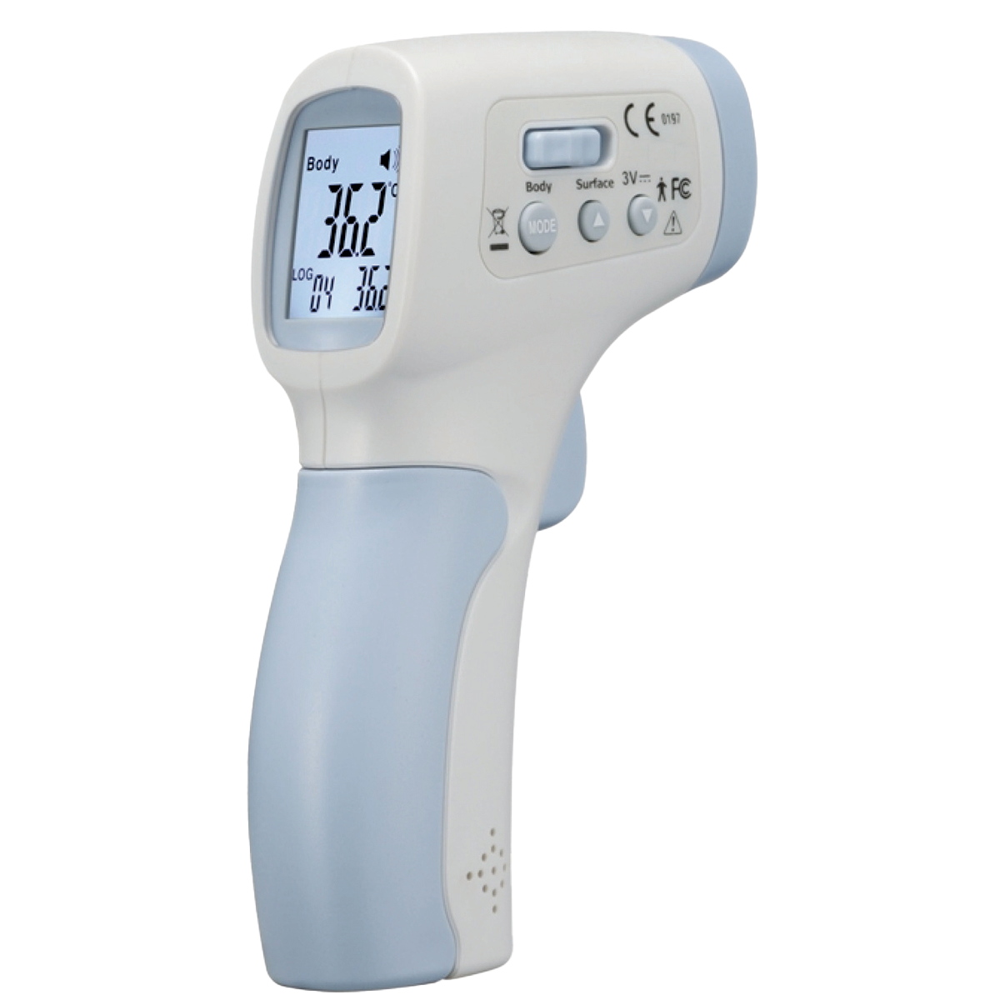 Body
36.2°C
LOG 04 36.2
CE 0197
Body Surface 3V
MODE
FC